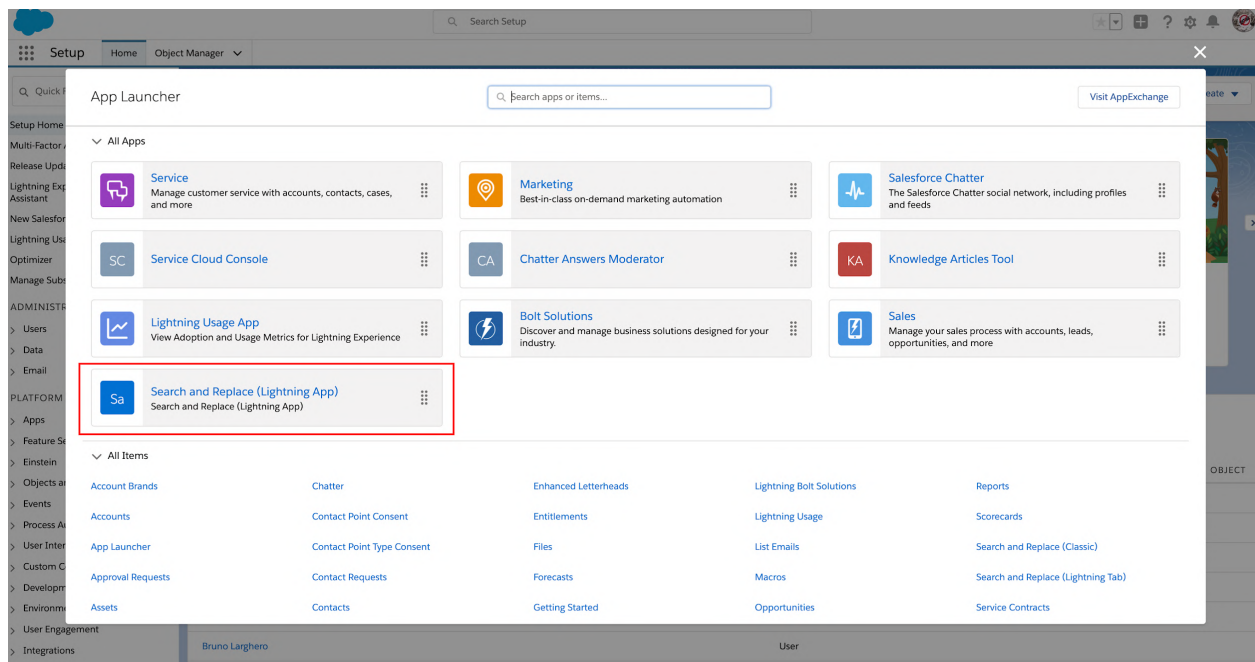 Search Setup
Setup
Home
Object Manager
Quick F
eate
App Launcher
Search apps or items...
Visit AppExchange
Setup Home
Multi-Factor A
Release Upda
Lightning Exp
Assistant
New Salesfor
Lightning Usa
Optimizer
Manage Subs
ADMINISTR
Users
Data
Email
PLATFORM
Apps
Feature Se
Einstein
Objects a
Events
Process Au
User Inter
Custom C
Developm
Environme
User Engagement
Integrations
All Apps
Service
Manage customer service with accounts, contacts, cases,
and more
Marketing
Best-in-class on-demand marketing automation
Salesforce Chatter
The Salesforce Chatter social network, including profiles
and feeds
SC
Service Cloud Console
CA
Chatter Answers Moderator
KA
Knowledge Articles Tool
Lightning Usage App
View Adoption and Usage Metrics for Lightning Experience
Bolt Solutions
Discover and manage business solutions designed for your
industry.
Sales
Manage your sales process with accounts, leads,
opportunities, and more
Sa
Search and Replace (Lightning App)
Search and Replace (Lightning App)
All Items
OBJECT
Account Brands
Chatter
Enhanced Letterheads
Lightning Bolt Solutions
Reports
Accounts
Contact Point Consent
Entitlements
Lightning Usage
Scorecards
App Launcher
Contact Point Type Consent
Files
List Emails
Search and Replace (Classic)
Approval Requests
Contact Requests
Forecasts
Macros
Search and Replace (Lightning Tab)
Assets
Contacts
Getting Started
Opportunities
Service Contracts
Bruno Larghero
User